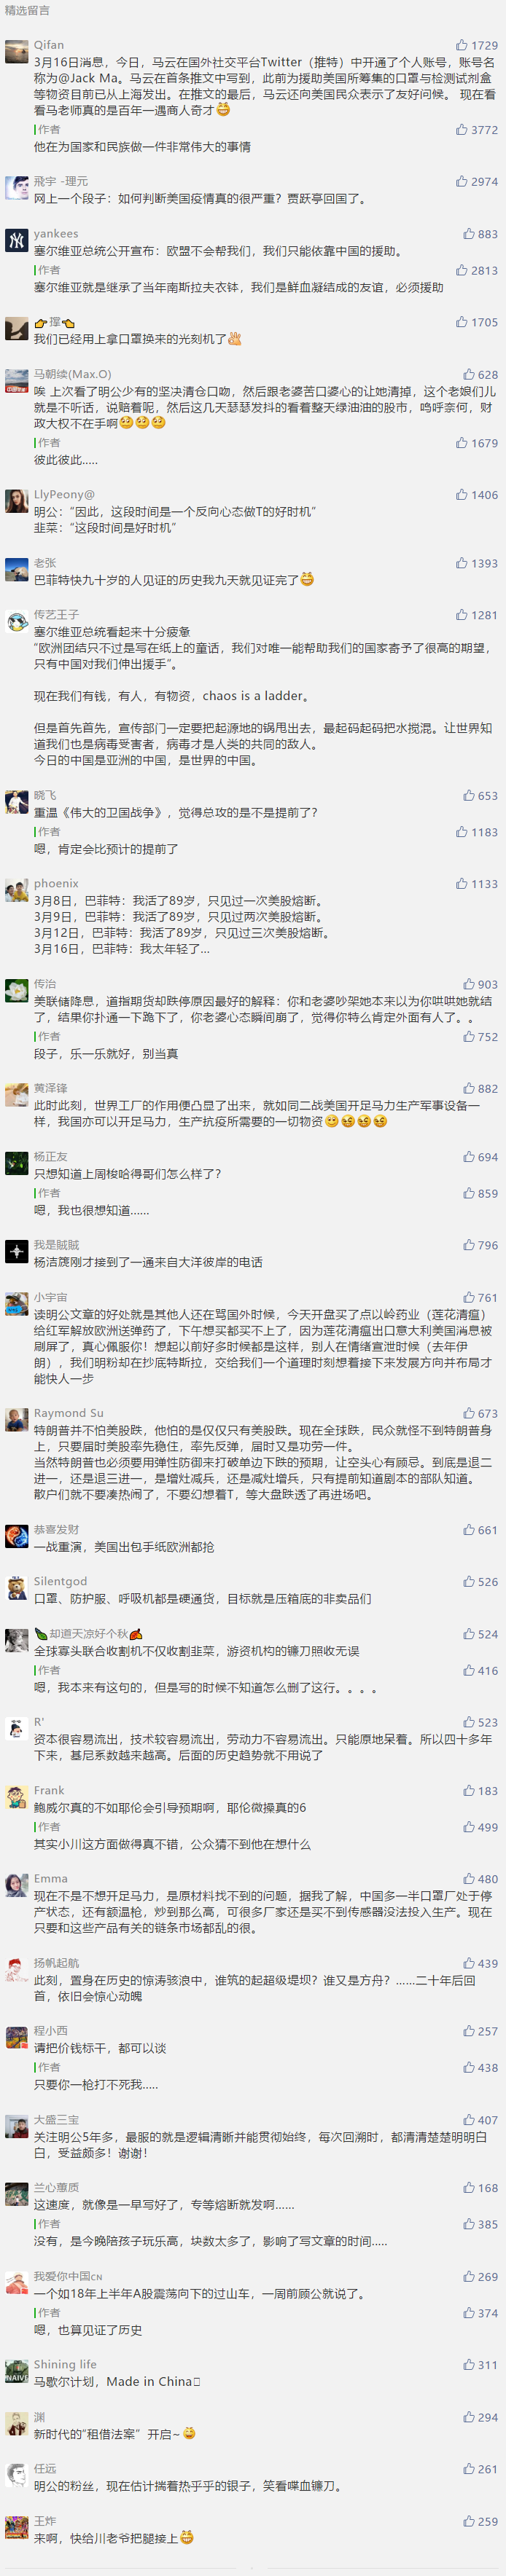 精选留言
Qifan 1729
3月16日消息，今日，马云在国外社交平台Twitter（推特）中开通了个人账号，账号名
称为@Jack Ma。马云在首条推文中写到，此前为援助美国所筹集的口罩与检测试剂盒
等物资目前已从上海发出。在推文的最后，马云还向美国民众表示了友好问候。 现在看
看马老师真的是百年一遇商人奇才😁
作者 3772
他在为国家和民族做一件非常伟大的事情
飛宇 -理元 2974
网上一个段子：如何判断美国疫情真的很严重？贾跃亭回国了。
yankees 883
塞尔维亚总统公开宣布：欧盟不会帮我们，我们只能依靠中国的援助。
作者 2813
塞尔维亚就是继承了当年南斯拉夫衣钵，我们是鲜血凝结成的友谊，必须援助
👉撑👈 1705
我们已经用上拿口罩换来的光刻机了✌
马朝续(Max.O) 628
唉 上次看了明公少有的坚决清仓口吻，然后跟老婆苦口婆心的让她清掉，这个老娘们儿
就是不听话，说赔着呢，然后这几天瑟瑟发抖的看着整天绿油油的股市，呜呼奈何，财
政大权不在手啊
作者 1679
彼此彼此.....
LlyPeony@ 1406
明公：“因此，这段时间是一个反向心态做T的好时机”
韭菜：“这段时间是好时机”
老张 1393
巴菲特快九十岁的人见证的历史我九天就见证完了😁
传艺王子 1281
塞尔维亚总统看起来十分疲惫
“欧洲团结只不过是写在纸上的童话，我们对唯一能帮助我们的国家寄予了很高的期望，
只有中国对我们伸出援手”。
现在我们有钱，有人，有物资，chaos is a ladder。
但是首先首先，宣传部门一定要把起源地的锅甩出去，最起码起码把水搅混。让世界知
道我们也是病毒受害者，病毒才是人类的共同的敌人。
今日的中国是亚洲的中国，是世界的中国。
晓飞 653
重温《伟大的卫国战争》，觉得总攻的是不是提前了？
作者 1183
嗯，肯定会比预计的提前了
phoenix 1133
3月8日，巴菲特：我活了89岁，只见过一次美股熔断。
3月9日，巴菲特：我活了89岁，只见过两次美股熔断。
3月12日，巴菲特：我活了89岁，只见过三次美股熔断。
3月16日，巴菲特：我太年轻了...
传治 903
美联储降息，道指期货却跌停原因最好的解释：你和老婆吵架她本来以为你哄哄她就结
了，结果你扑通一下跪下了，你老婆心态瞬间崩了，觉得你特么肯定外面有人了。。
作者 752
段子，乐一乐就好，别当真
黄泽锋 882
此时此刻，世界工厂的作用便凸显了出来，就如同二战美国开足马力生产军事设备一
样，我国亦可以开足马力，生产抗疫所需要的一切物资
杨正友 694
只想知道上周梭哈得哥们怎么样了？
作者 859
嗯，我也很想知道......
我是贼贼 796
杨洁篪刚才接到了一通来自大洋彼岸的电话
小宇宙 761
读明公文章的好处就是其他人还在骂国外时候，今天开盘买了点以岭药业（莲花清瘟）
给红军解放欧洲送弹药了，下午想买都买不上了，因为莲花清瘟出口意大利美国消息被
刷屏了，真心佩服你！想起以前好多时候都是这样，别人在情绪宣泄时候（去年伊
朗），我们明粉却在抄底特斯拉，交给我们一个道理时刻想着接下来发展方向并布局才
能快人一步
Raymond Su 673
特朗普并不怕美股跌，他怕的是仅仅只有美股跌。现在全球跌，民众就怪不到特朗普身
上，只要届时美股率先稳住，率先反弹，届时又是功劳一件。
当然特朗普也必须要用弹性防御来打破单边下跌的预期，让空头心有顾忌。到底是退二
进一，还是退三进一，是增灶减兵，还是减灶增兵，只有提前知道剧本的部队知道。
散户们就不要凑热闹了，不要幻想着T，等大盘跌透了再进场吧。
恭喜发财 661
一战重演，美国出包手纸欧洲都抢
Silentgod 526
口罩、防护服、呼吸机都是硬通货，目标就是压箱底的非卖品们
却道天凉好个秋🍁 524
全球寡头联合收割机不仅收割韭菜，游资机构的镰刀照收无误
作者 416
嗯，我本来有这句的，但是写的时候不知道怎么删了这行。。。。
R' 523
资本很容易流出，技术较容易流出，劳动力不容易流出。只能原地呆着。所以四十多年
下来，基尼系数越来越高。后面的历史趋势就不用说了
Frank 183
鲍威尔真的不如耶伦会引导预期啊，耶伦微操真的6
作者 499
其实小川这方面做得真不错，公众猜不到他在想什么
Emma 480
现在不是不想开足马力，是原材料找不到的问题，据我了解，中国多一半口罩厂处于停
产状态，还有额温枪，炒到那么高，可很多厂家还是买不到传感器没法投入生产。现在
只要和这些产品有关的链条市场都乱的很。
扬帆起航 439
此刻，置身在历史的惊涛骇浪中，谁筑的起超级堤坝？谁又是方舟？......二十年后回
首，依旧会惊心动魄
程小西 257
请把价钱标干，都可以谈
作者 438
只要你一枪打不死我.....
大盛三宝 407
关注明公5年多，最服的就是逻辑清晰并能贯彻始终，每次回溯时，都清清楚楚明明白
白，受益颇多！谢谢！
兰心蕙质 168
这速度，就像是一早写好了，专等熔断就发啊......
作者 385
没有，是今晚陪孩子玩乐高，块数太多了，影响了写文章的时间.....
我爱你中国CN 269
一个如18年上半年A股震荡向下的过山车，一周前顾公就说了。
作者 374
嗯，也算见证了历史
Shining life 311
马歇尔计划，Made in China
渊 294
新时代的“租借法案” 开启~
任远 261
明公的粉丝，现在估计揣着热乎乎的银子，笑看喋血镰刀。
王炸 259
来啊，快给川老爷把腿接上😁